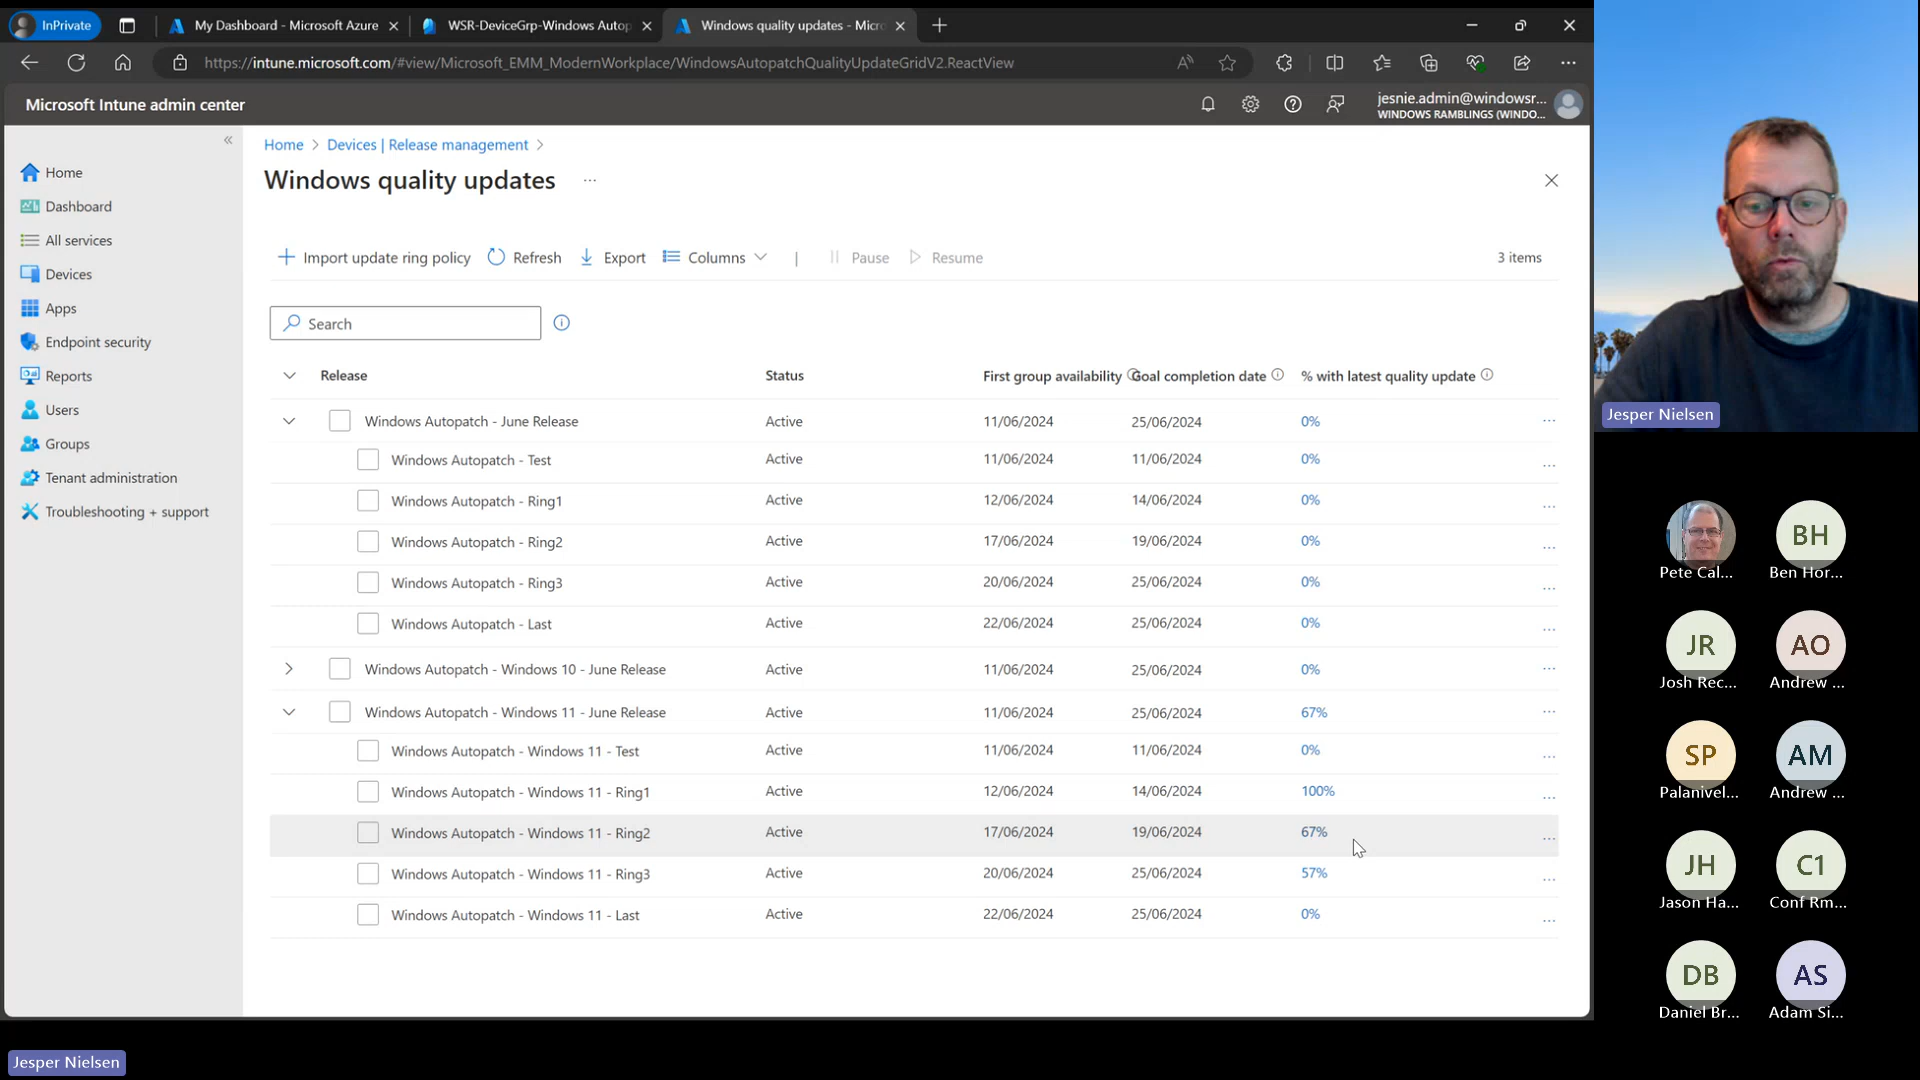 InPrivate
My Dashboard - Microsoft Azure
WSR-DeviceGrp-Windows Autop
Windows quality updates - Micro
https://intune.microsoft.com/#view/Microsoft_EMM_ModernWorkplace/WindowsAutopatchQualityUpdateGridV2.ReactView
Microsoft Intune admin center
jesnie.admin@windowsr...
WINDOWS RAMBLINGS (WINDO...
Home
Dashboard
All services
Devices
Apps
Endpoint security
Reports
Users
Groups
Tenant administration
Troubleshooting + support
Home > Devices | Release management >
Windows quality updates ...
Import update ring policy Refresh Export Columns | Pause Resume 3 items
Search
Release Status First group availability Goal completion date % with latest quality update
Windows Autopatch - June Release Active 11/06/2024 25/06/2024 0% ...
Windows Autopatch - Test Active 11/06/2024 11/06/2024 0% ...
Windows Autopatch - Ring1 Active 12/06/2024 14/06/2024 0% ...
Windows Autopatch - Ring2 Active 17/06/2024 19/06/2024 0% ...
Windows Autopatch - Ring3 Active 20/06/2024 25/06/2024 0% ...
Windows Autopatch - Last Active 22/06/2024 25/06/2024 0% ...
Windows Autopatch - Windows 10 - June Release Active 11/06/2024 25/06/2024 0% ...
Windows Autopatch - Windows 11 - June Release Active 11/06/2024 25/06/2024 67% ...
Windows Autopatch - Windows 11 - Test Active 11/06/2024 11/06/2024 0% ...
Windows Autopatch - Windows 11 - Ring1 Active 12/06/2024 14/06/2024 100% ...
Windows Autopatch - Windows 11 - Ring2 Active 17/06/2024 19/06/2024 67% ...
Windows Autopatch - Windows 11 - Ring3 Active 20/06/2024 25/06/2024 57% ...
Windows Autopatch - Windows 11 - Last Active 22/06/2024 25/06/2024 0% ...
Jesper Nielsen
Pete Cal...
BH
Ben Hor...
JR
Josh Rec...
AO
Andrew ...
SP
Palanivel...
AM
Andrew ...
JH
Jason Ha...
C1
Conf Rm...
DB
Daniel Br...
AS
Adam Si...
Jesper Nielsen